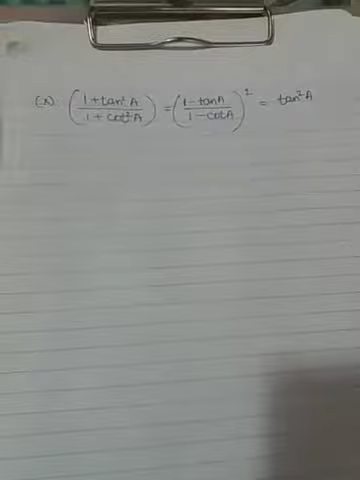 (x) (1+tan²A / 1+cot²A) = (1-tanA / 1-cotA)² = tan²A